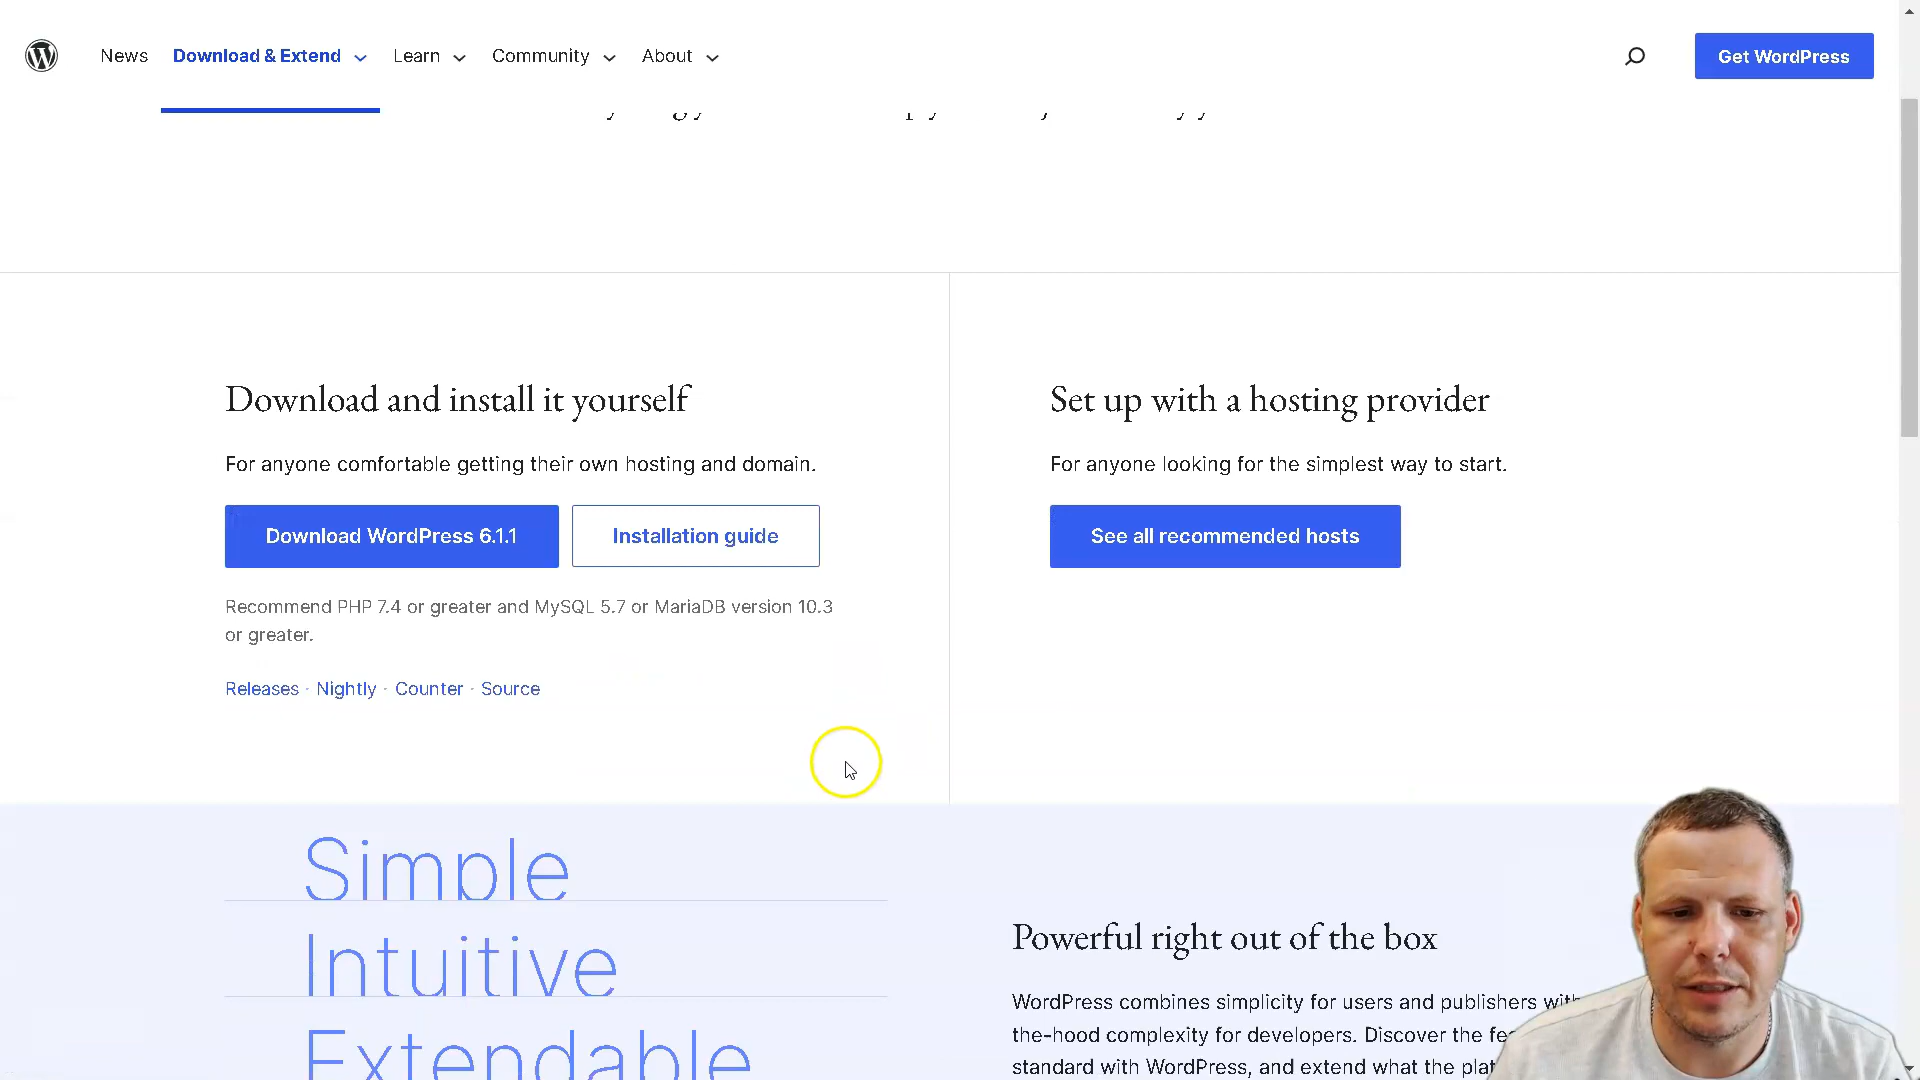 News Download & Extend Learn Community About Get WordPress
Download and install it yourself
For anyone comfortable getting their own hosting and domain.
Download WordPress 6.1.1 Installation guide
Recommend PHP 7.4 or greater and MySQL 5.7 or MariaDB version 10.3
or greater.
Releases · Nightly · Counter · Source
Set up with a hosting provider
For anyone looking for the simplest way to start.
See all recommended hosts
Simple
Intuitive
Extendable
Powerful right out of the box
WordPress combines simplicity for users and publishers
the-hood complexity for developers. Discover the
standard with WordPress, and extend what the